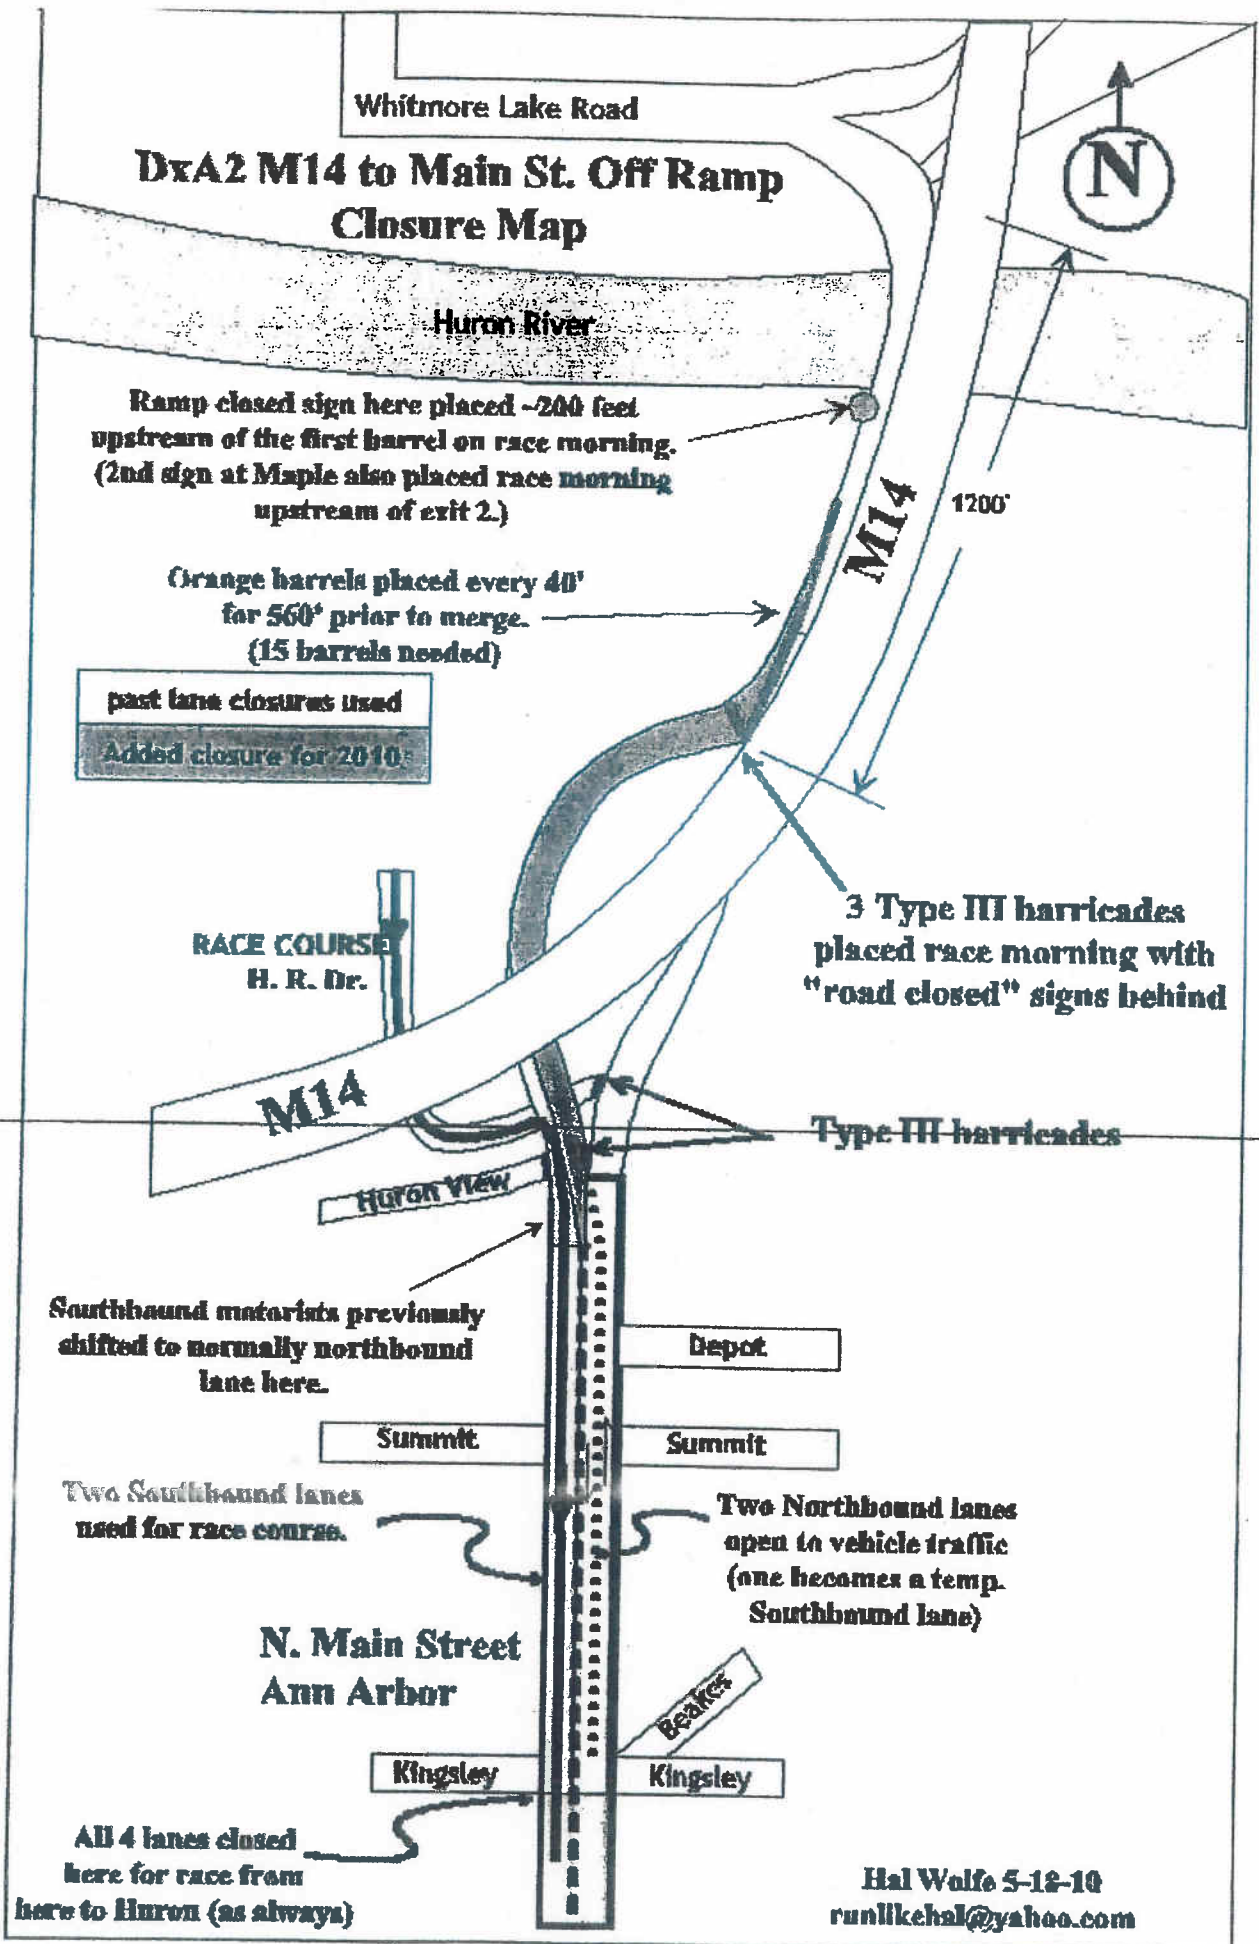 Whitmore Lake Road
N
DxA2 M14 to Main St. Off Ramp
Closure Map
Huron River
Ramp closed sign here placed ~200 feet
upstream of the first barrel on race morning.
(2nd sign at Maple also placed race morning
upstream of exit 2.)
M14
1200'
Orange barrels placed every 40'
for 560' prior to merge.
(15 barrels needed)
past lane closures used
Added closure for 2010
3 Type III barricades
placed race morning with
"road closed" signs behind
RACE COURSE
H. R. Dr.
M14
Type III barricades
Huron View
Southbound motorists previously
shifted to normally northbound
lane here.
Depot
Summit
Summit
Two Southbound lanes
used for race course.
Two Northbound lanes
open to vehicle traffic
(one becomes a temp.
Southbound lane)
N. Main Street
Ann Arbor
Beakes
Kingsley
Kingsley
All 4 lanes closed
here for race from
here to Huron (as always)
Hal Wolfe 5-18-10
runlikehal@yahoo.com